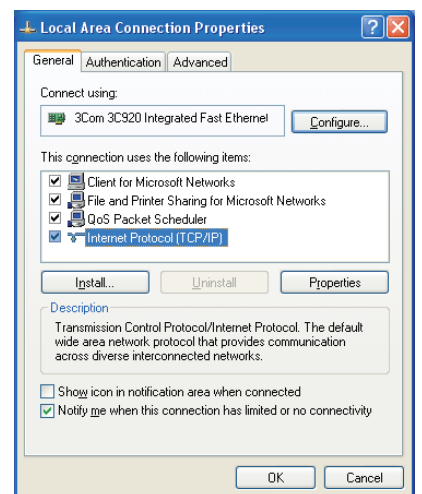 Local Area Connection Properties
General Authentication Advanced
Connect using:
3Com 3C920 Integrated Fast Ethernet Configure...
This connection uses the following items:
Client for Microsoft Networks
File and Printer Sharing for Microsoft Networks
QoS Packet Scheduler
Internet Protocol (TCP/IP)
Install... Uninstall Properties
Description
Transmission Control Protocol/Internet Protocol. The default
wide area network protocol that provides communication
across diverse interconnected networks.
Show icon in notification area when connected
Notify me when this connection has limited or no connectivity
OK Cancel